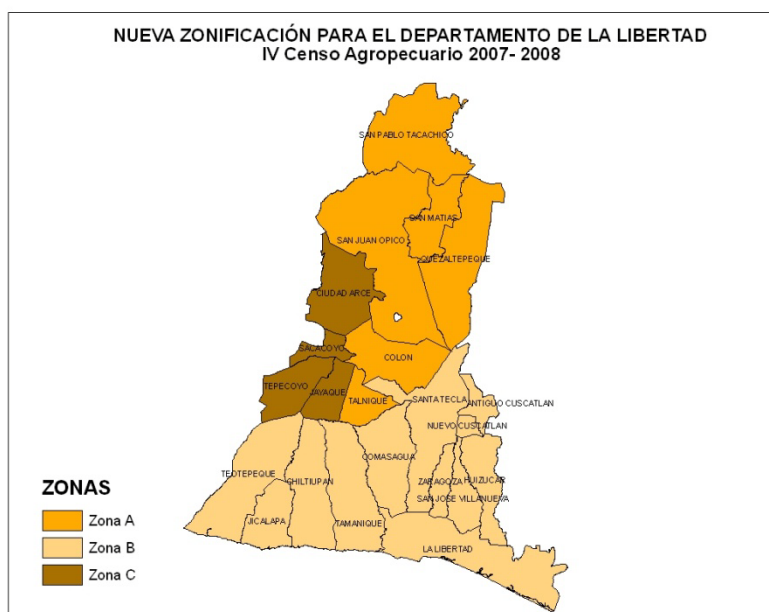 NUEVA ZONIFICACIÓN PARA EL DEPARTAMENTO DE LA LIBERTAD
IV Censo Agropecuario 2007- 2008
SAN PABLO TACACHICO
SAN MATIAS
SAN JUAN OPICO
QUEZALTEPEQUE
CIUDAD ARCE
SACACOYO
COLON
TEPECOYO
JAYAQUE
TALNIQUE
SANTA TECLA
ANTIGUO CUSCATLAN
NUEVO CUSCATLAN
COMASAGUA
TEOTEPEQUE
CHILTIUPAN
ZARAGOZA
HUIZUCAR
SAN JOSE VILLANUEVA
JICALAPA
TAMANIQUE
LA LIBERTAD
ZONAS
Zona A
Zona B
Zona C